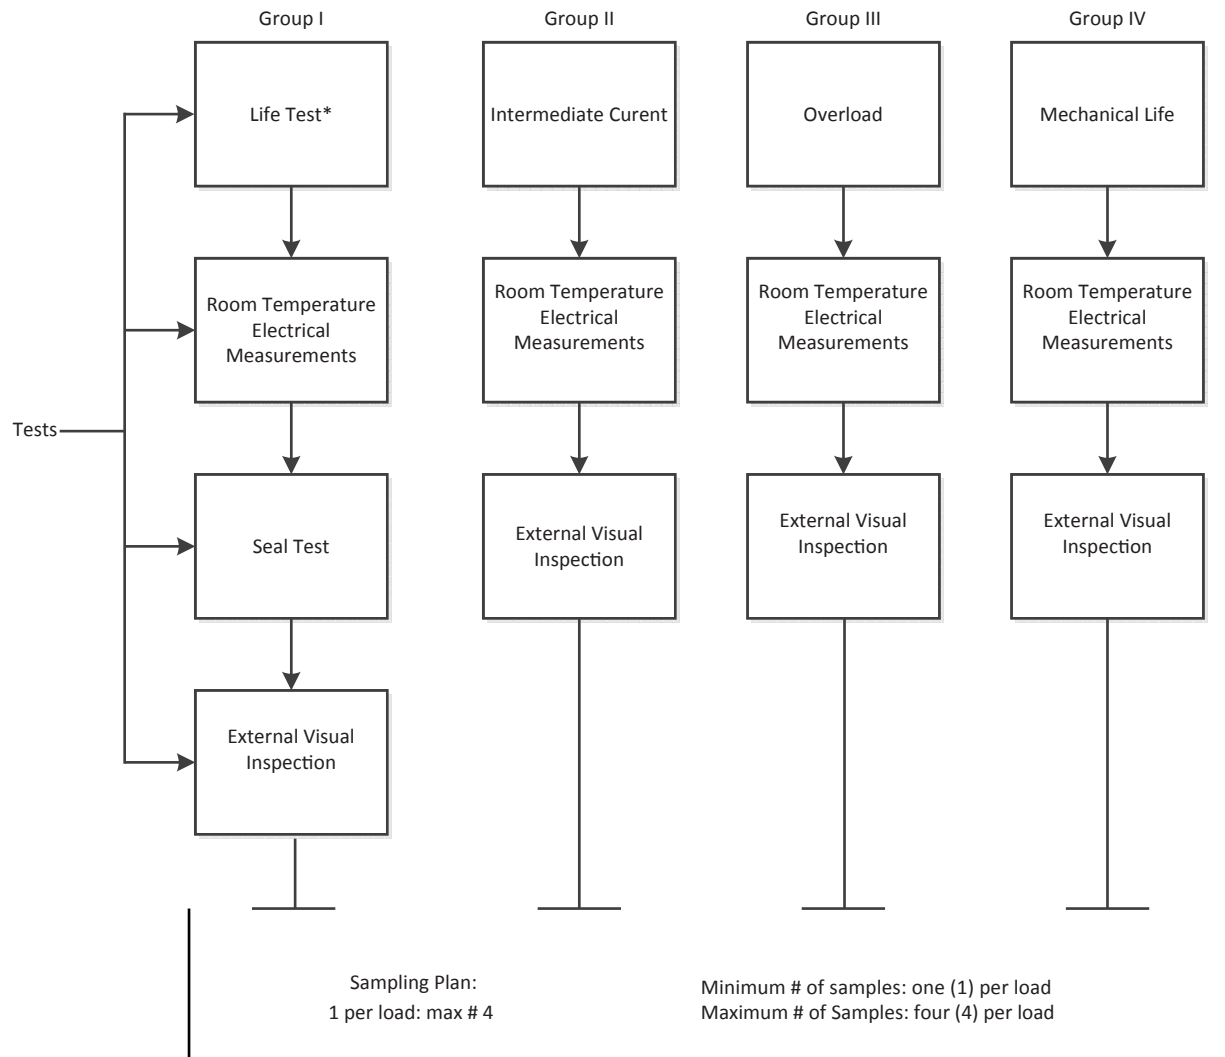 Group I
Group II
Group III
Group IV
Life Test*
Intermediate Curent
Overload
Mechanical Life
Room Temperature
Electrical
Measurements
Room Temperature
Electrical
Measurements
Room Temperature
Electrical
Measurements
Room Temperature
Electrical
Measurements
Tests
Seal Test
External Visual
Inspection
External Visual
Inspection
External Visual
Inspection
External Visual
Inspection
Sampling Plan:
1 per load: max # 4
Minimum # of samples: one (1) per load
Maximum # of Samples: four (4) per load